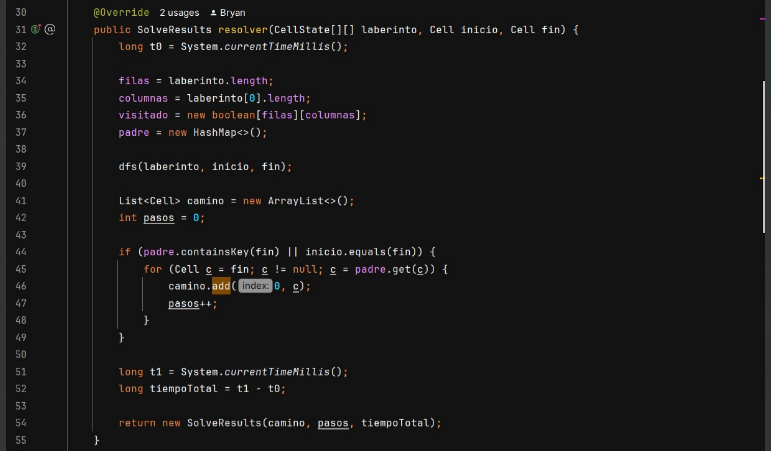 30 @Override 2 usages Bryan
31 public SolveResults resolver(CellState[][] laberinto, Cell inicio, Cell fin) {
32 long t0 = System.currentTimeMillis();
33
34 filas = laberinto.length;
35 columnas = laberinto[0].length;
36 visitado = new boolean[filas][columnas];
37 padre = new HashMap<>();
38
39 dfs(laberinto, inicio, fin);
40
41 List<Cell> camino = new ArrayList<>();
42 int pasos = 0;
43
44 if (padre.containsKey(fin) || inicio.equals(fin)) {
45 for (Cell c = fin; c != null; c = padre.get(c)) {
46 camino.add( index: 0, c);
47 pasos++;
48 }
49 }
50
51 long t1 = System.currentTimeMillis();
52 long tiempoTotal = t1 - t0;
53
54 return new SolveResults(camino, pasos, tiempoTotal);
55 }